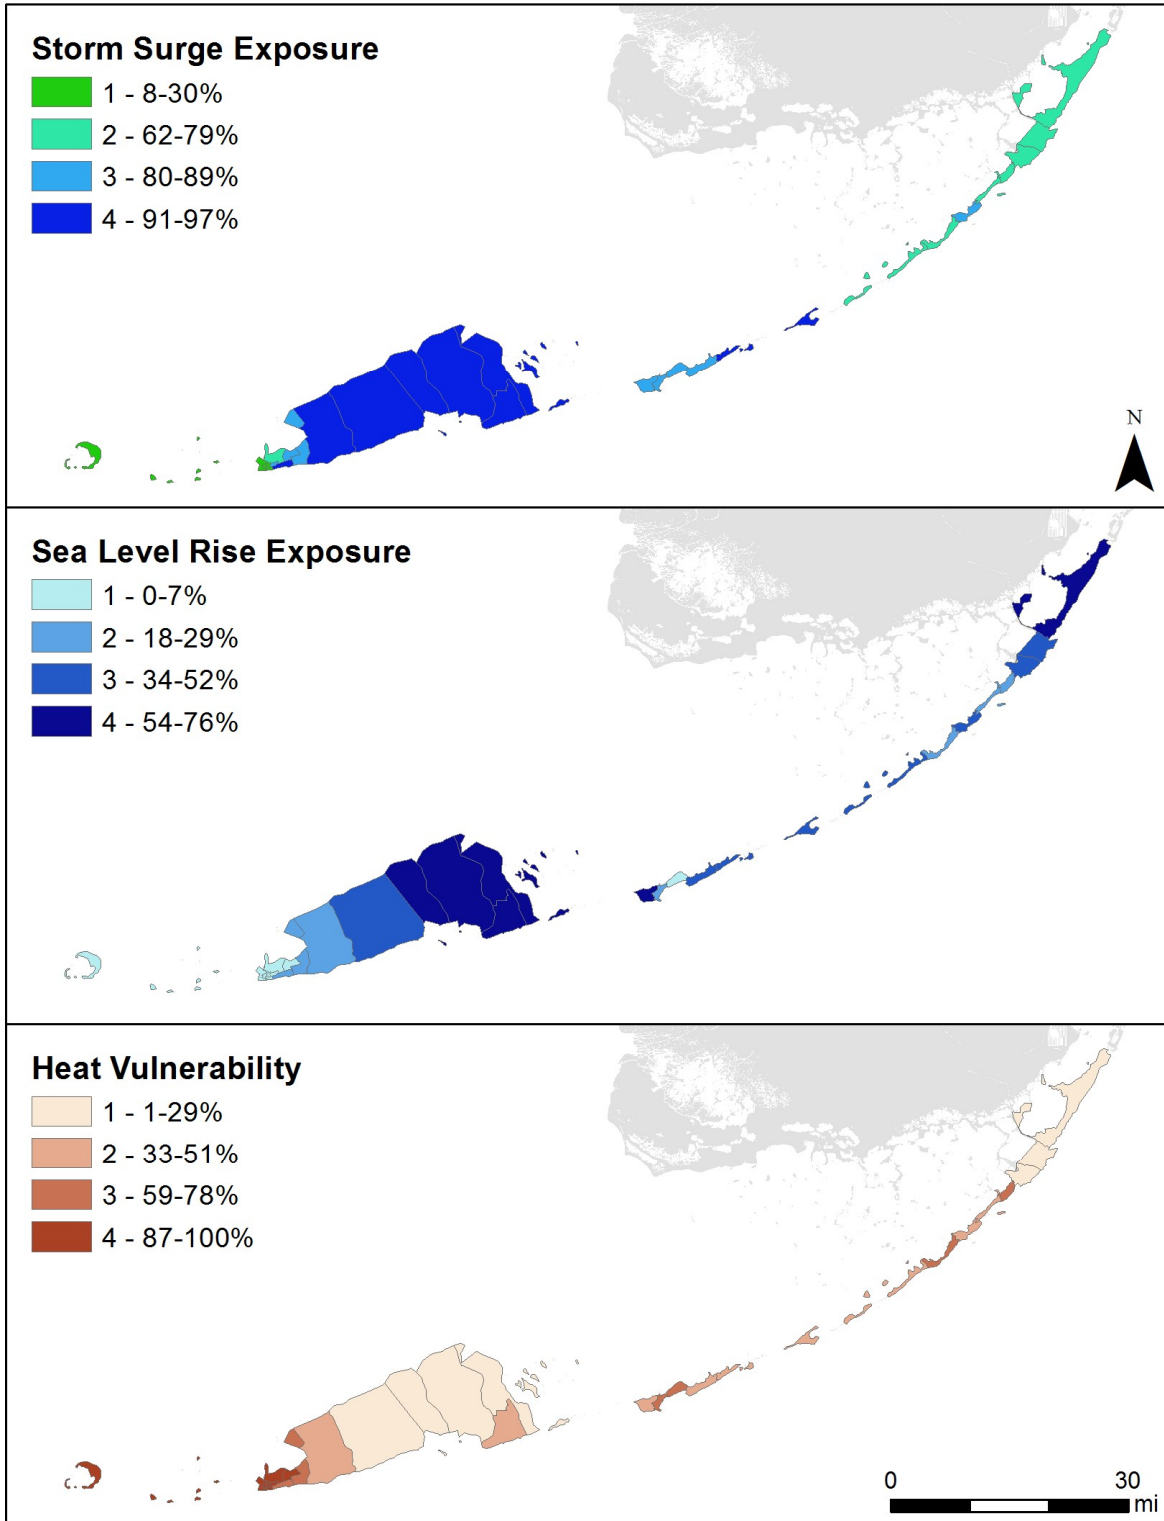 Storm Surge Exposure
1 - 8-30%
2 - 62-79%
3 - 80-89%
4 - 91-97%
N
Sea Level Rise Exposure
1 - 0-7%
2 - 18-29%
3 - 34-52%
4 - 54-76%
Heat Vulnerability
1 - 1-29%
2 - 33-51%
3 - 59-78%
4 - 87-100%
0 30
mi